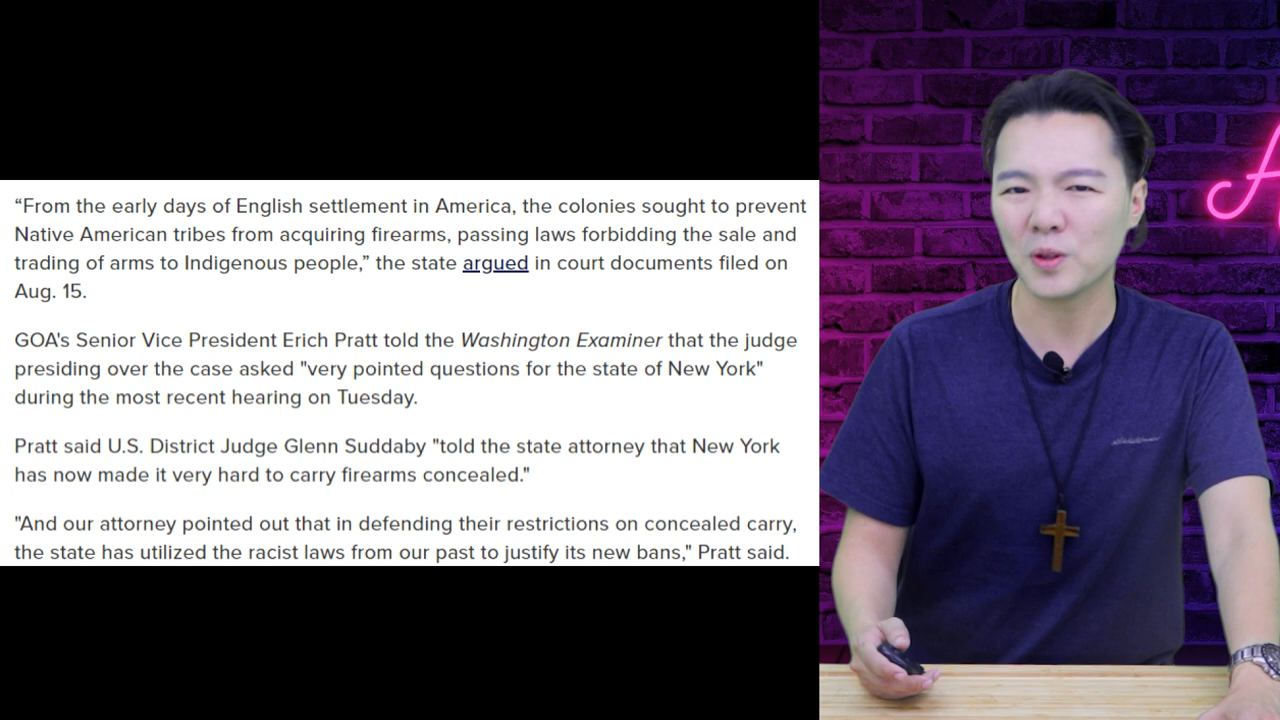 “From the early days of English settlement in America, the colonies sought to prevent
Native American tribes from acquiring firearms, passing laws forbidding the sale and
trading of arms to Indigenous people,” the state argued in court documents filed on
Aug. 15.
GOA's Senior Vice President Erich Pratt told the Washington Examiner that the judge
presiding over the case asked "very pointed questions for the state of New York"
during the most recent hearing on Tuesday.
Pratt said U.S. District Judge Glenn Suddaby "told the state attorney that New York
has now made it very hard to carry firearms concealed."
"And our attorney pointed out that in defending their restrictions on concealed carry,
the state has utilized the racist laws from our past to justify its new bans," Pratt said.